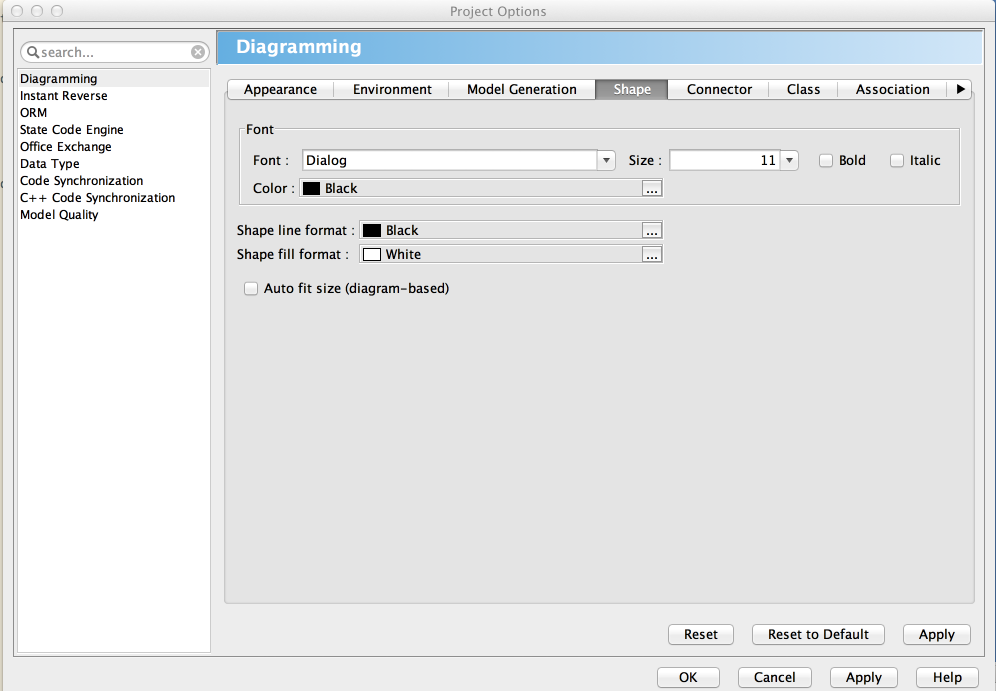 Project Options
search...
Diagramming
Instant Reverse
ORM
State Code Engine
Office Exchange
Data Type
Code Synchronization
C++ Code Synchronization
Model Quality
Diagramming
Appearance Environment Model Generation Shape Connector Class Association
Font
Font : Dialog Size : 11 Bold Italic
Color : Black ...
Shape line format : Black ...
Shape fill format : White ...
Auto fit size (diagram-based)
Reset Reset to Default Apply
OK Cancel Apply Help